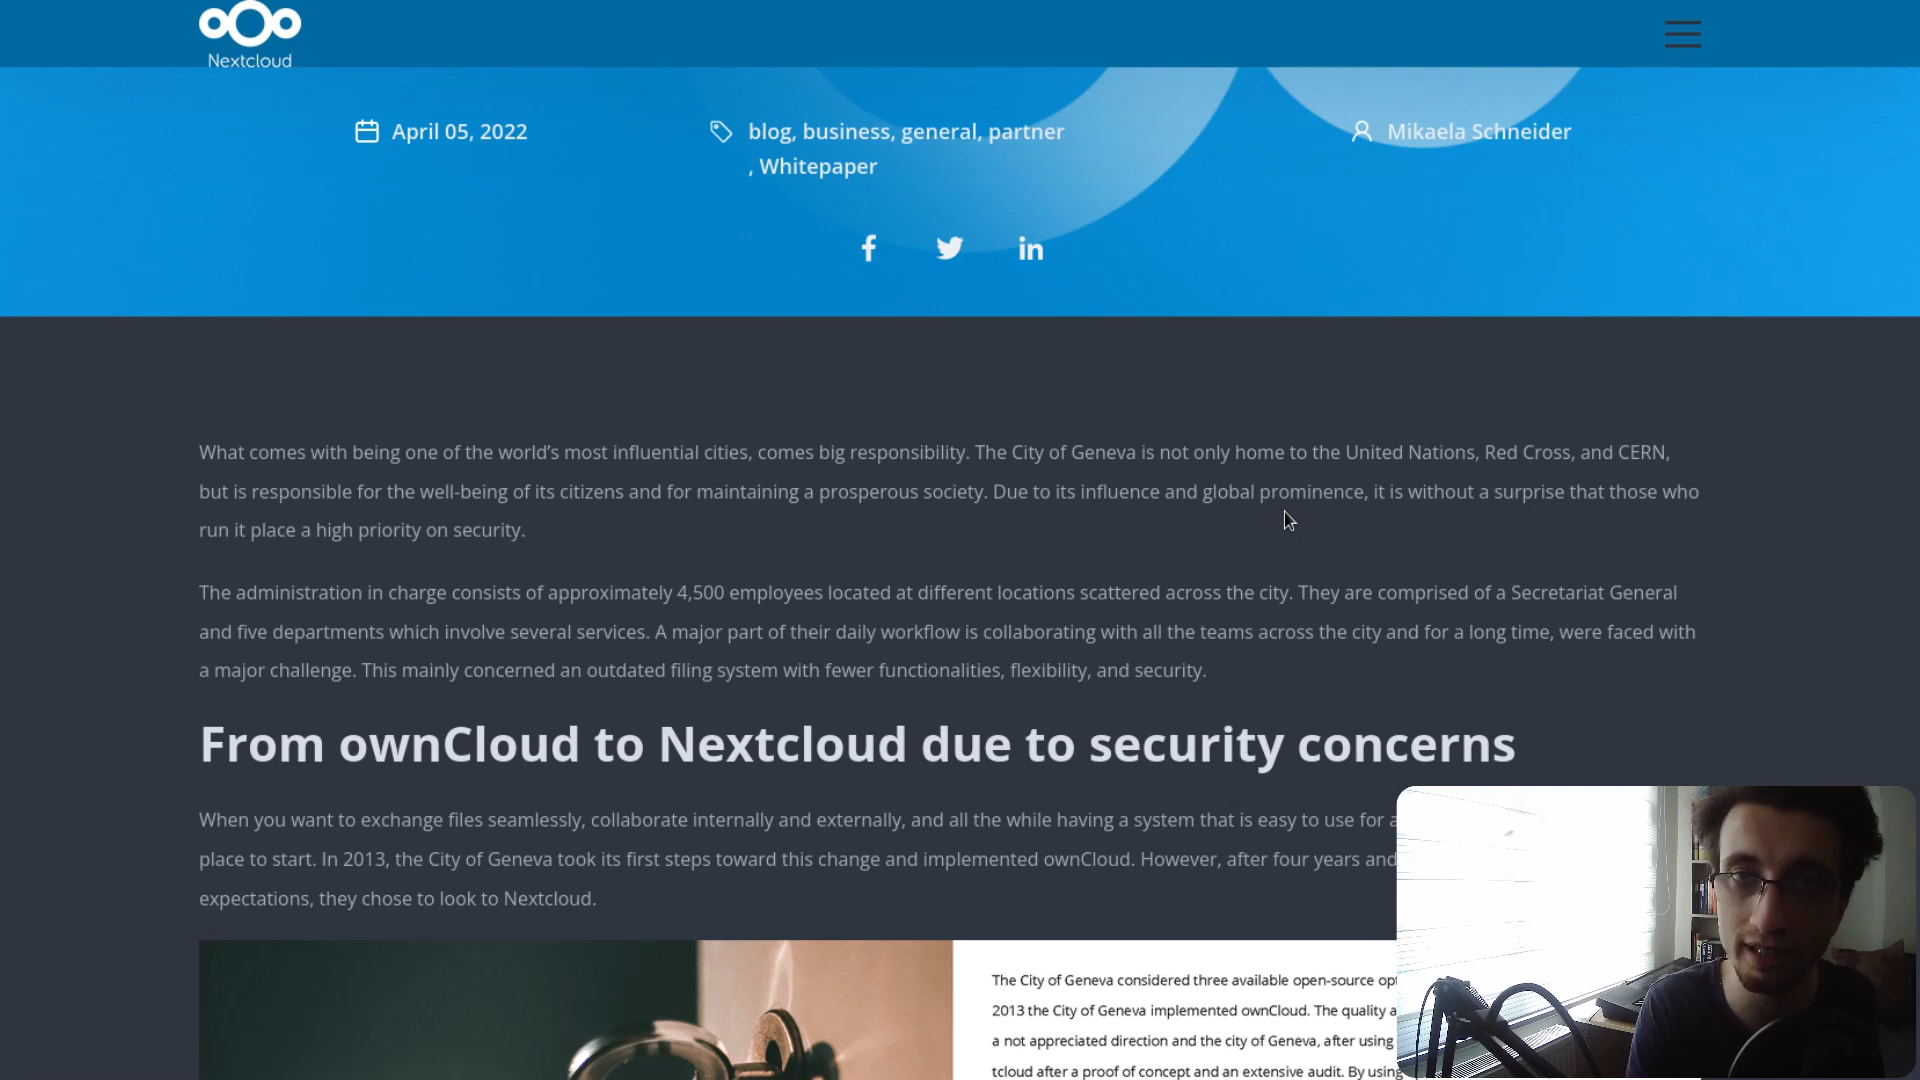 Nextcloud
April 05, 2022
blog, business, general, partner
, Whitepaper
Mikaela Schneider
What comes with being one of the world’s most influential cities, comes big responsibility. The City of Geneva is not only home to the United Nations, Red Cross, and CERN,
but is responsible for the well-being of its citizens and for maintaining a prosperous society. Due to its influence and global prominence, it is without a surprise that those who
run it place a high priority on security.
The administration in charge consists of approximately 4,500 employees located at different locations scattered across the city. They are comprised of a Secretariat General
and five departments which involve several services. A major part of their daily workflow is collaborating with all the teams across the city and for a long time, were faced with
a major challenge. This mainly concerned an outdated filing system with fewer functionalities, flexibility, and security.
From ownCloud to Nextcloud due to security concerns
When you want to exchange files seamlessly, collaborate internally and externally, and all the while having a system that is easy to use for a
place to start. In 2013, the City of Geneva took its first steps toward this change and implemented ownCloud. However, after four years and
expectations, they chose to look to Nextcloud.
The City of Geneva considered three available open-source op
2013 the City of Geneva implemented ownCloud. The quality a
a not appreciated direction and the city of Geneva, after using
tcloud after a proof of concept and an extensive audit. By using